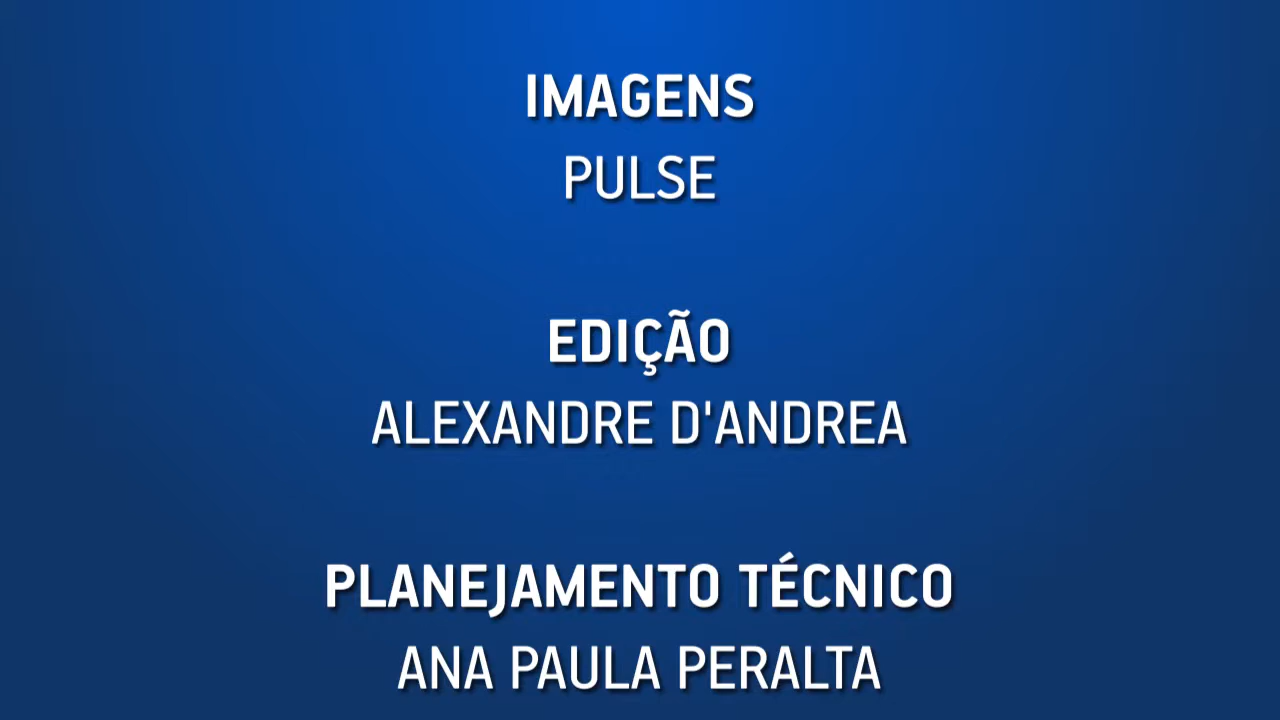 IMAGENS
PULSE
EDIÇÃO
ALEXANDRE D'ANDREA
PLANEJAMENTO TÉCNICO
ANA PAULA PERALTA